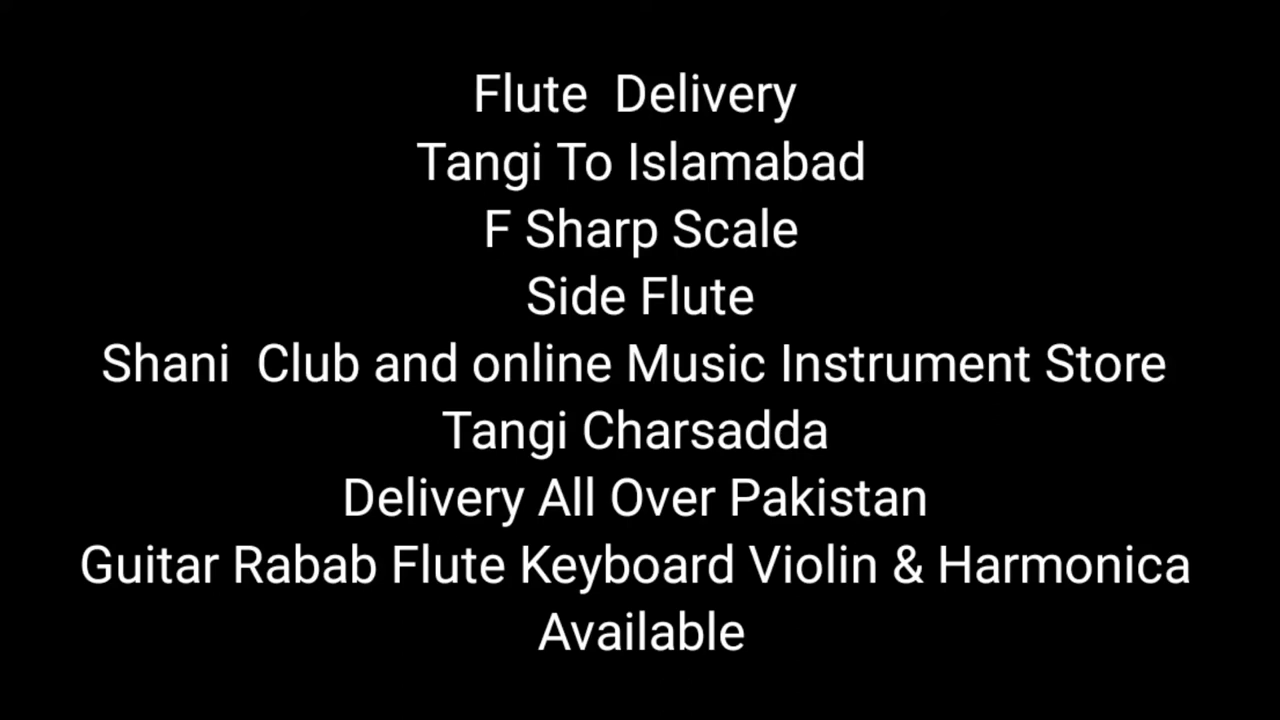 Flute  Delivery
Tangi To Islamabad
F Sharp Scale
Side Flute
Shani  Club and online Music Instrument Store
Tangi Charsadda
Delivery All Over Pakistan
Guitar Rabab Flute Keyboard Violin & Harmonica
Available